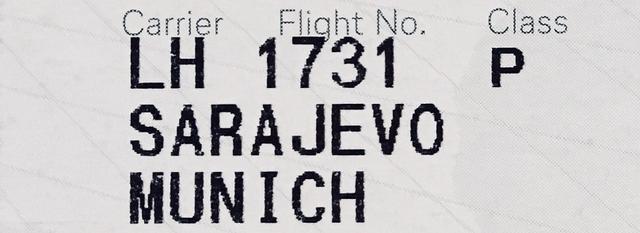 Carrier Flight No. Class
LH 1731 P
SARAJEVO
MUNICH